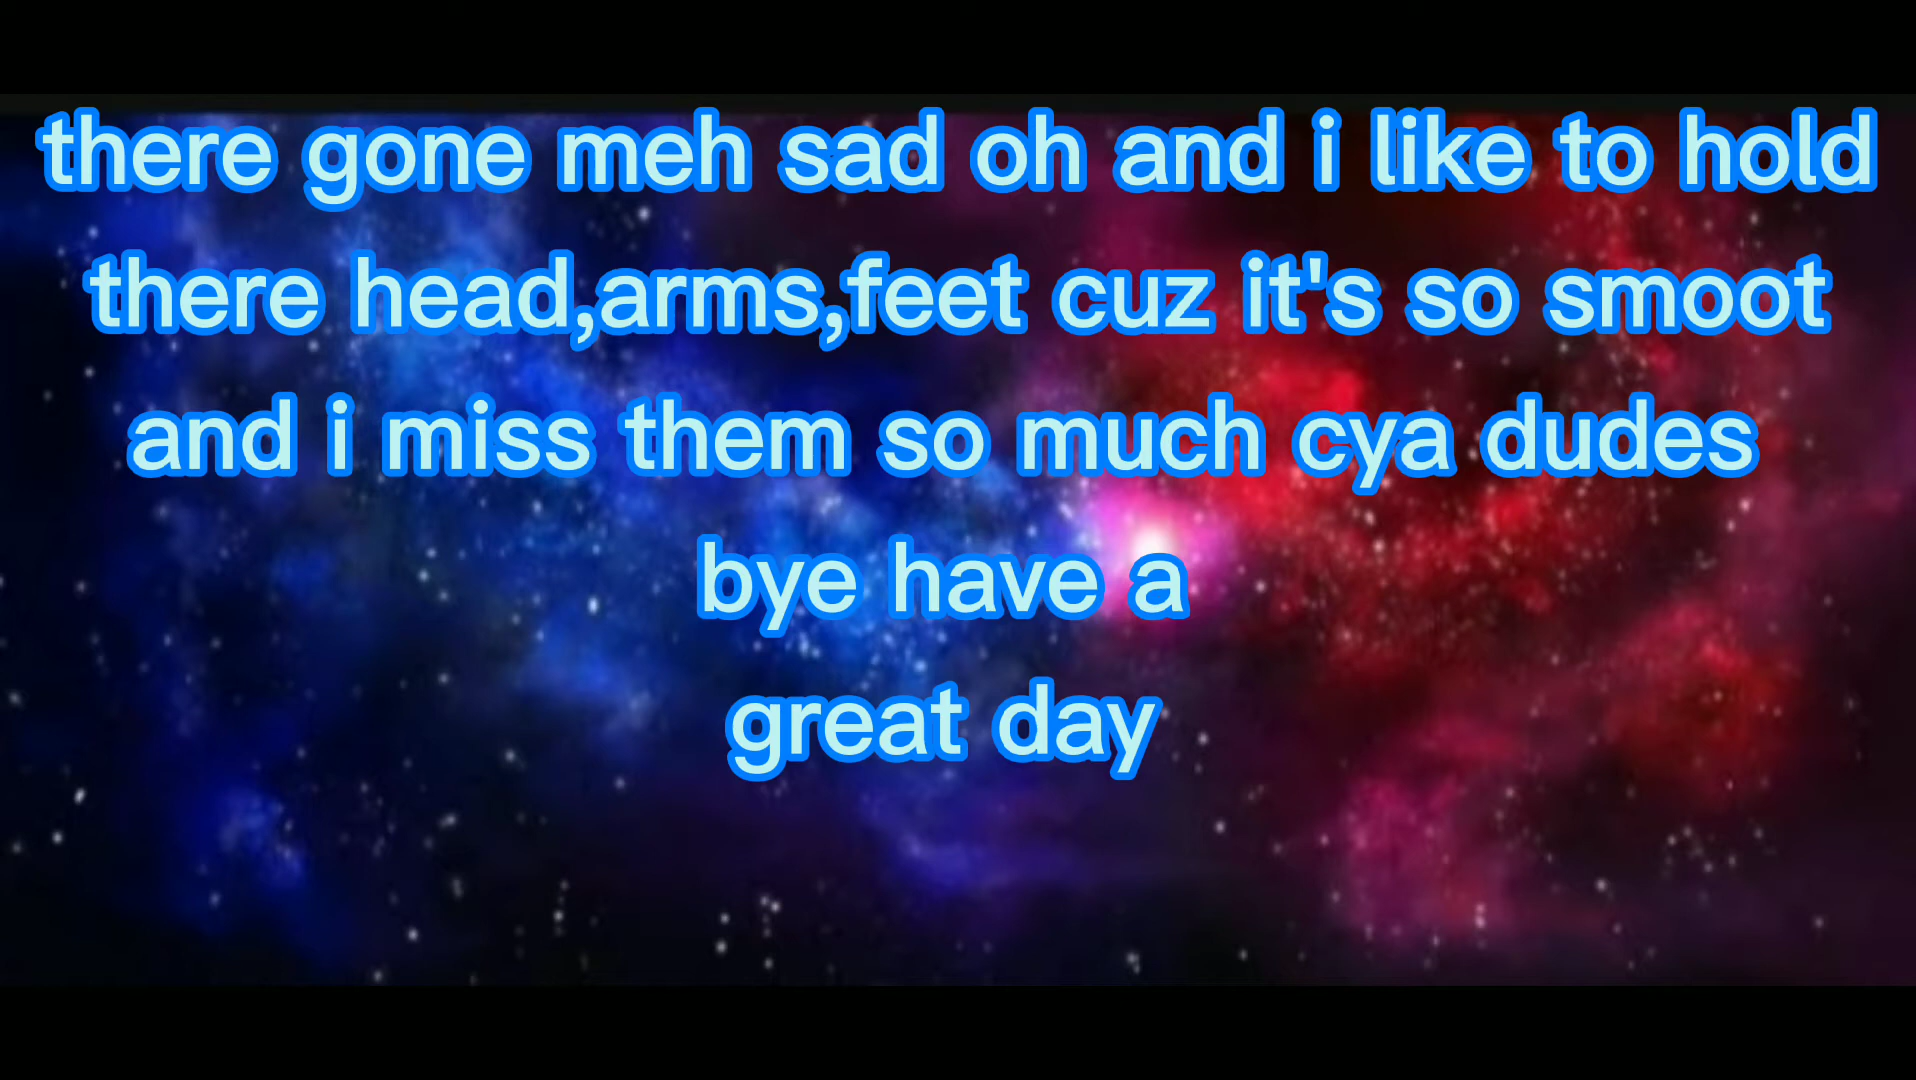 there gone meh sad oh and i like to hold
there head,arms,feet cuz it's so smoot
and i miss them so much cya dudes
bye have a
great day